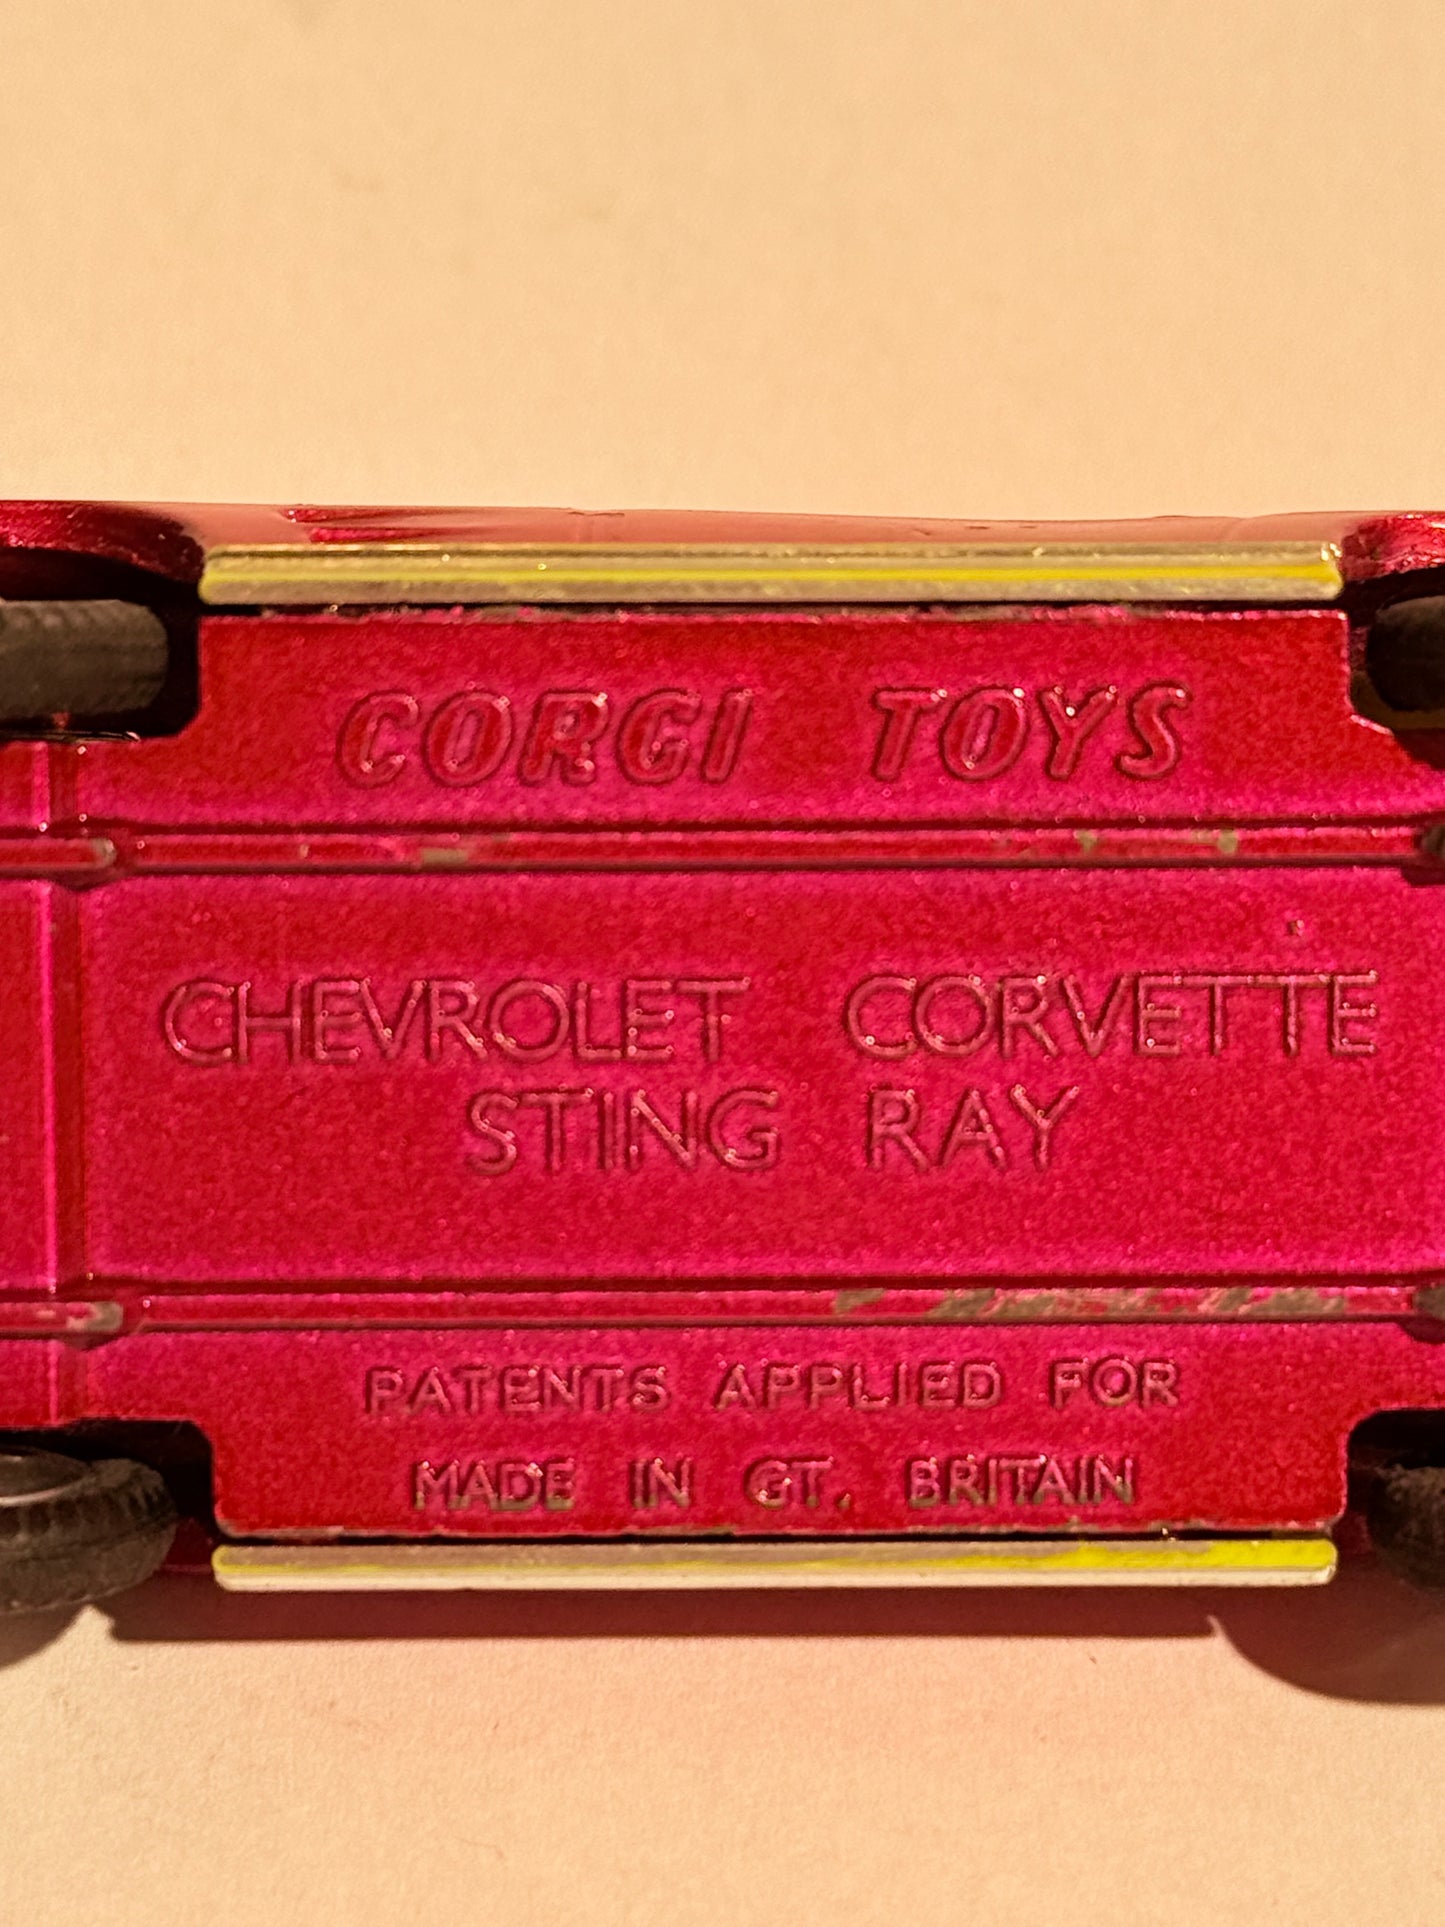 CORGI TOYS
CHEVROLET CORVETTE
STING RAY
PATENTS APPLIED FOR
MADE IN GT. BRITAIN